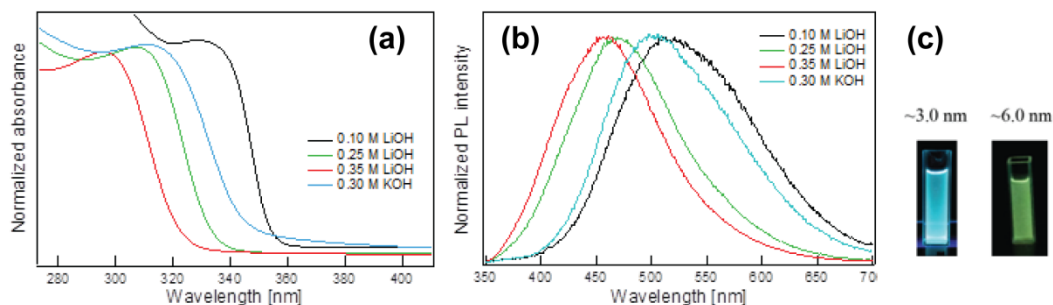 (a)
Normalized absorbance
0.10 M LiOH
0.25 M LiOH
0.35 M LiOH
0.30 M KOH
280 300 320 340 360 380 400
Wavelength [nm]
(b)
Normalized PL intensity
0.10 M LiOH
0.25 M LiOH
0.35 M LiOH
0.30 M KOH
350 400 450 500 550 600 650 70
Wavelength [nm]
(c)
~3.0 nm
~6.0 nm